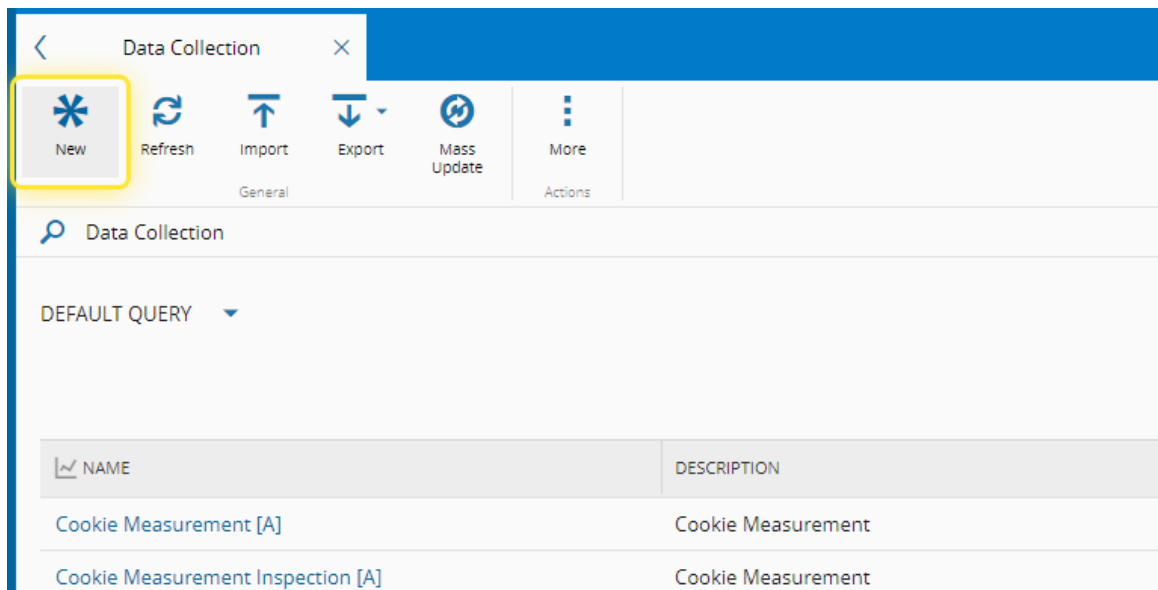 Data Collection
New
Refresh
Import
Export
Mass
Update
More
General
Actions
Data Collection
DEFAULT QUERY
NAME
DESCRIPTION
Cookie Measurement [A]
Cookie Measurement
Cookie Measurement Inspection [A]
Cookie Measurement